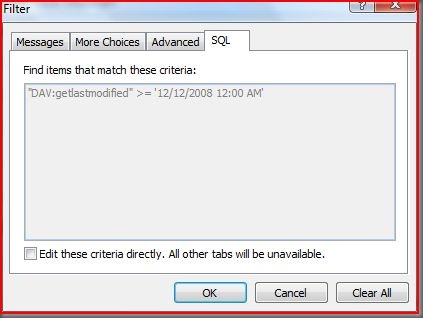 Filter
? X
Messages More Choices Advanced SQL
Find items that match these criteria:
"DAV:getlastmodified" >= '12/12/2008 12:00 AM'
Edit these criteria directly. All other tabs will be unavailable.
OK Cancel Clear All